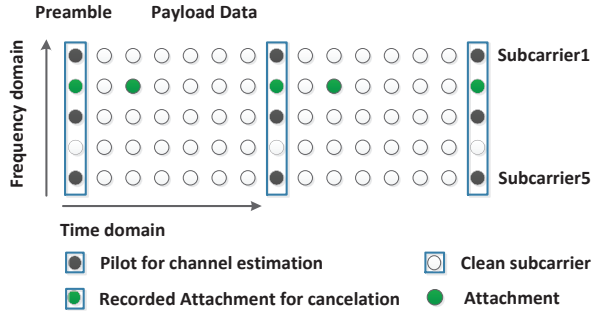 Preamble Payload Data
Frequency domain
Subcarrier1
Subcarrier5
Time domain
Pilot for channel estimation
Clean subcarrier
Recorded Attachment for cancelation
Attachment